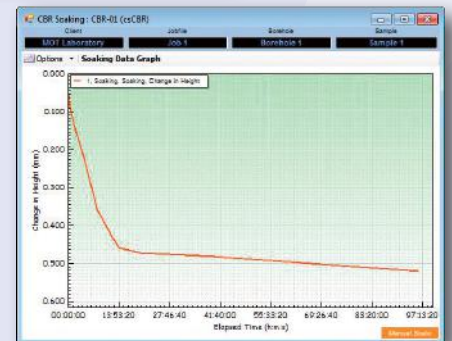 CBR Soaking : CBR-01 (csCBR)
Client Jobfile Borehole Sample
MOT Laboratory Job 1 Borehole 1 Sample 1
Options Soaking Data Graph
1, Soaking, Soaking, Change in Height
Change in Height (mm)
0.000
0.100
0.200
0.300
0.400
0.500
0.600
00:00:00 13:53:20 27:46:40 41:40:00 55:33:20 69:26:40 83:20:00 97:13:20
Elapsed Time (h:m:s)
Manual Scale